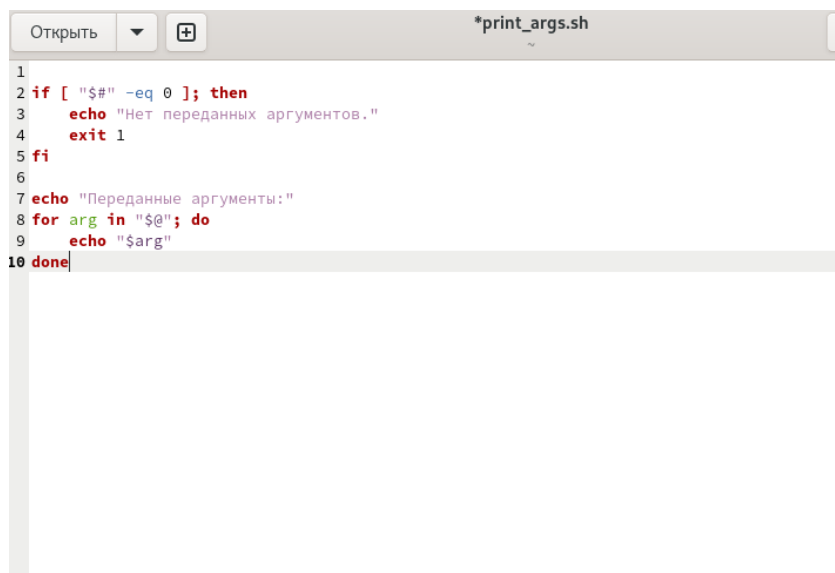 Открыть
*print_args.sh
~
1
2 if [ "$#" -eq 0 ]; then
3     echo "Нет переданных аргументов."
4     exit 1
5 fi
6
7 echo "Переданные аргументы:"
8 for arg in "$@"; do
9     echo "$arg"
10 done